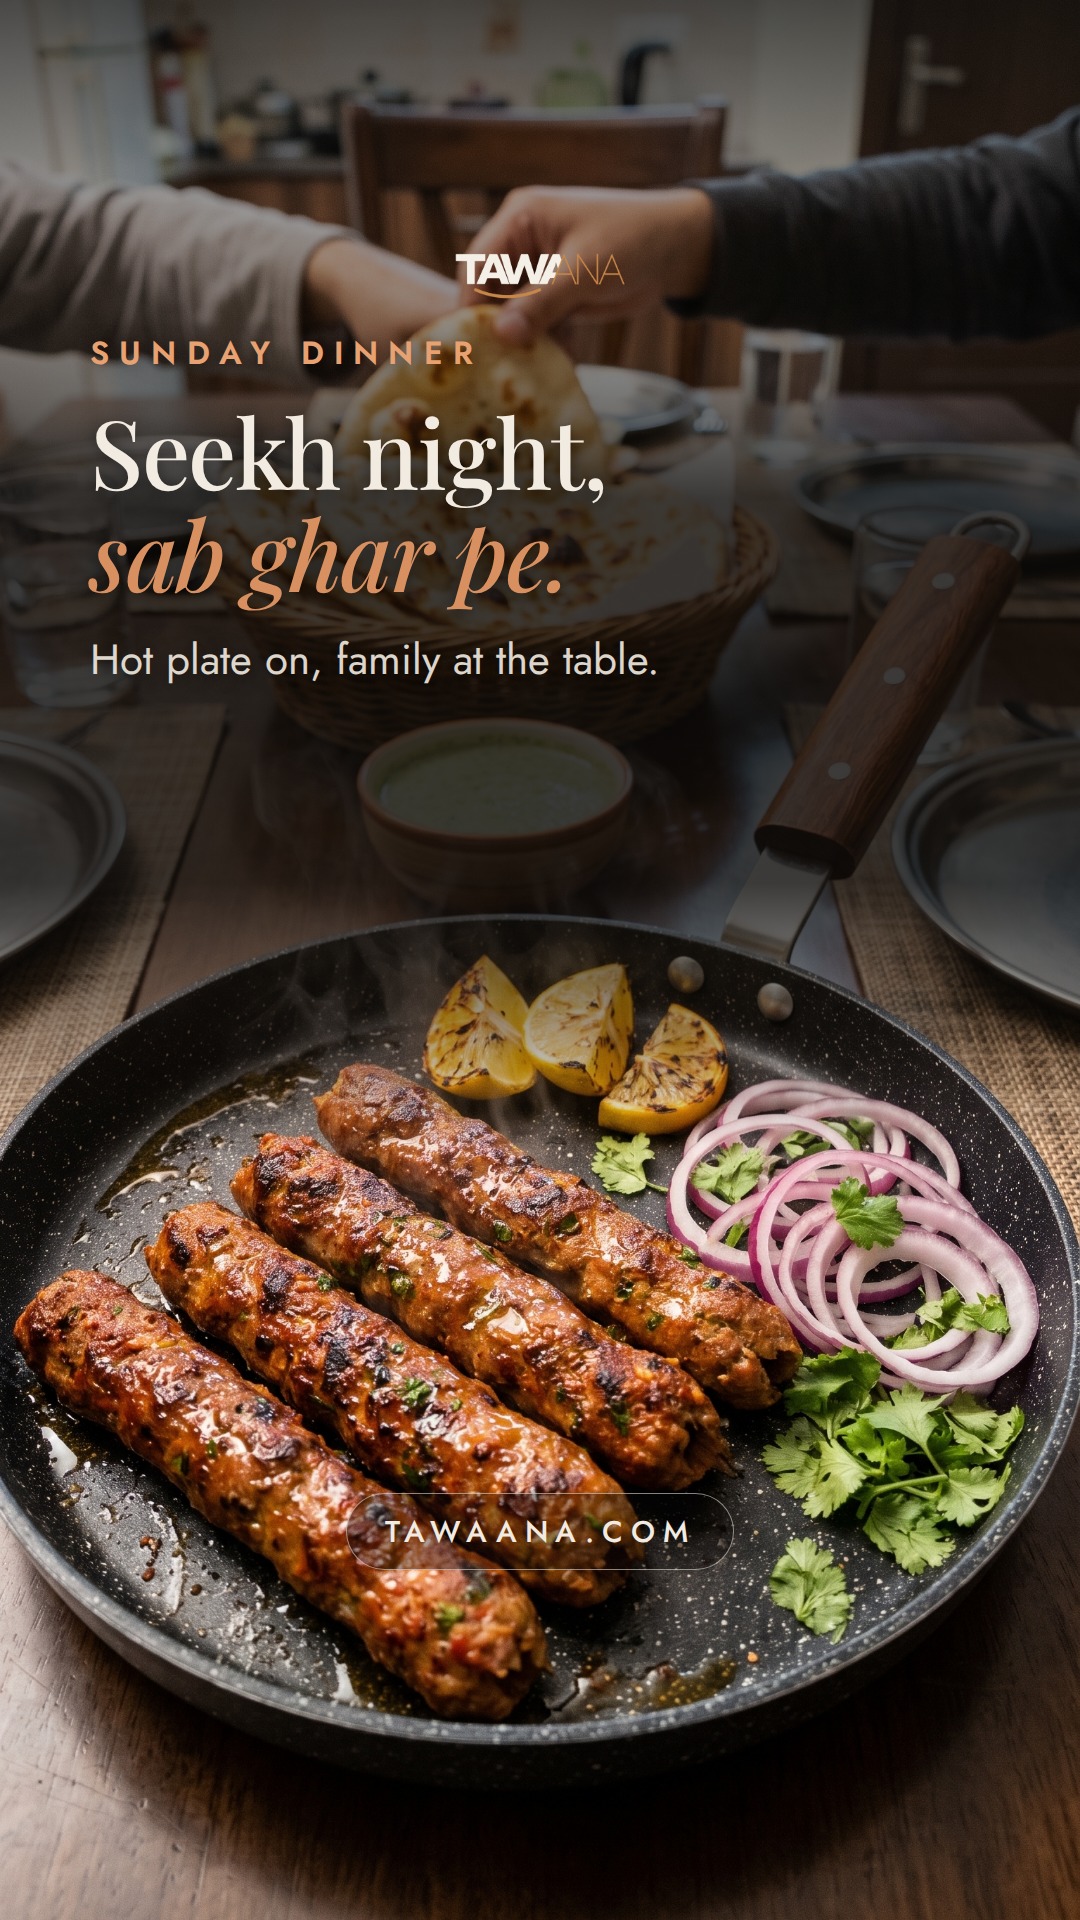 TAWAANA
SUNDAY DINNER
Seekh night,
sab ghar pe.
Hot plate on, family at the table.
TAWAANA.COM